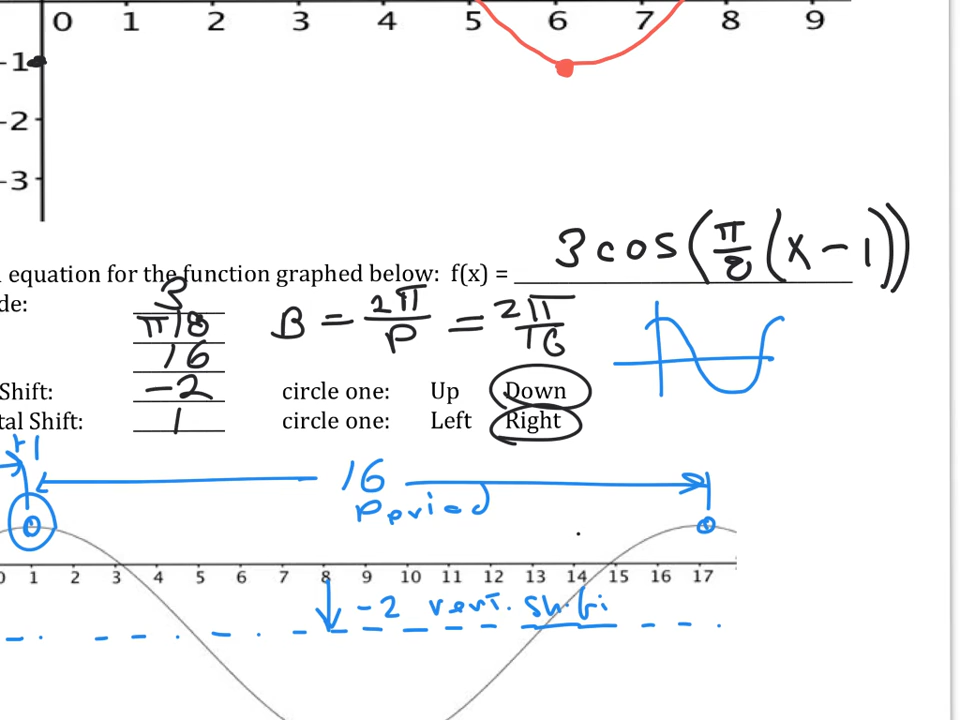 0 1 2 3 4 5 6 7 8 9
-1
-2
-3
equation for the function graphed below: f(x) = 3 cos(π/8 (x - 1))
de: 3
π/8 B = 2π/P = 2π/16
16
Shift: -2 circle one: Up Down
tal Shift: 1 circle one: Left Right
+1
16
Period
0 1 2 3 4 5 6 7 8 9 10 11 12 13 14 15 16 17
-2 vert.